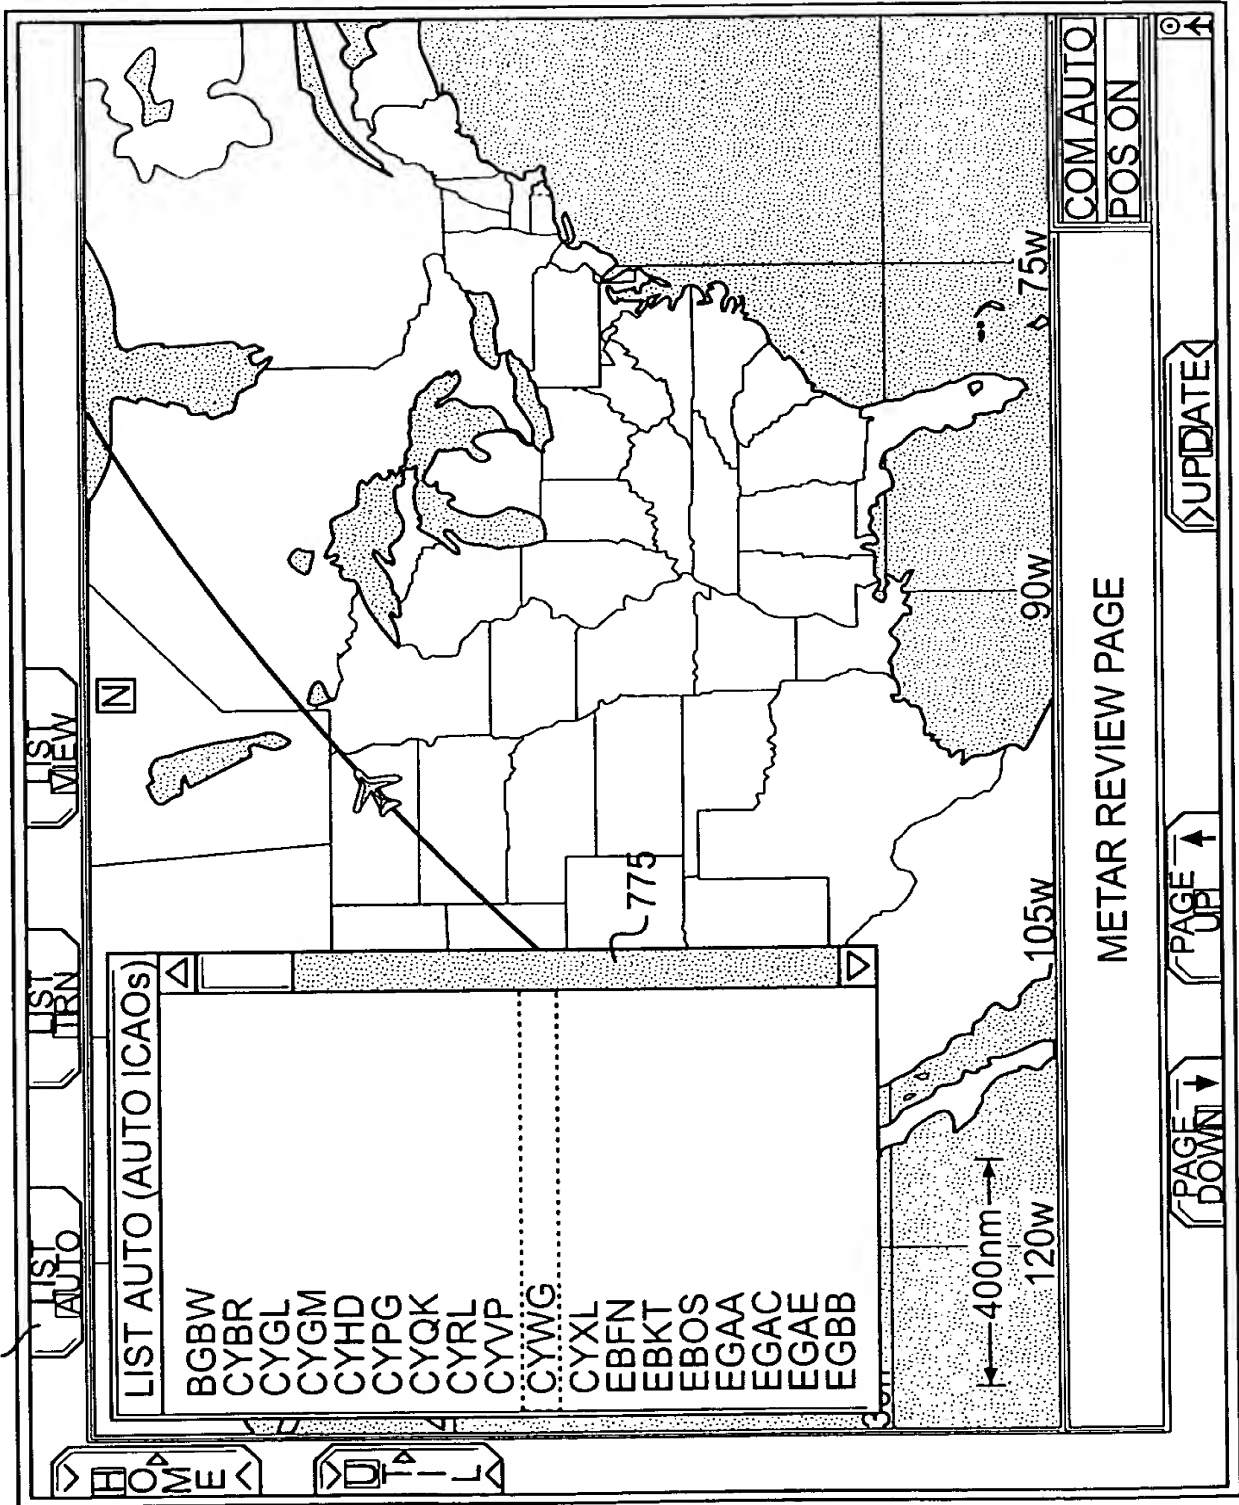 LIST
AUTO
LIST
TRN
LIST
VIEW
HOME
UTIL
LIST AUTO (AUTO ICAOs)
BGBW
CYBR
CYGL
CYGM
CYHD
CYPG
CYQK
CYRL
CYVP
CYWG
CYXL
EBFN
EBKT
EBOS
EGAA
EGAC
EGAE
EGBB
775
N
400nm
120w
105w
90w
75w
METAR REVIEW PAGE
COM AUTO
POS ON
PAGE
DOWN
PAGE
UP
UPDATE